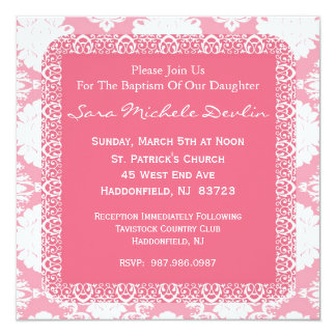 Please Join Us
For The Baptism Of Our Daughter
Sara Michele Devlin
Sunday, March 5th at Noon
St. Patrick's Church
45 West End Ave
Haddonfield, NJ 83723
Reception Immediately Following
Tavistock Country Club
Haddonfield, NJ
RSVP: 987.986.0987